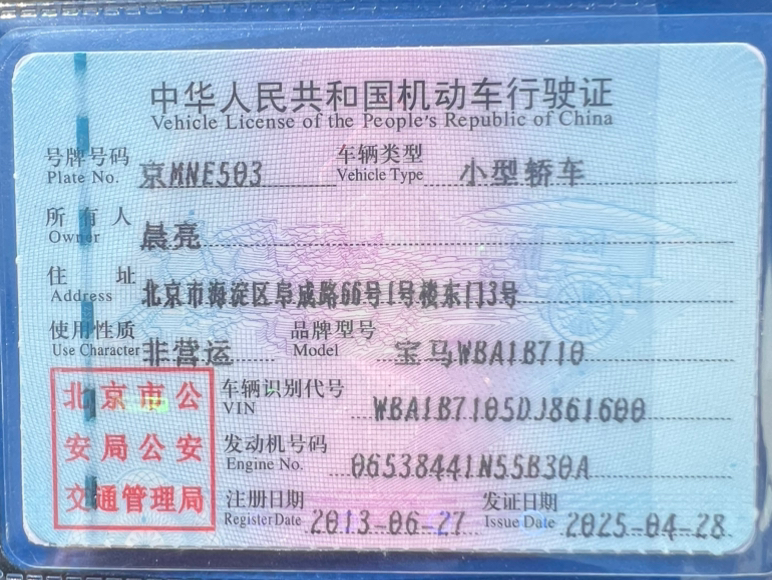 中华人民共和国机动车行驶证
Vehicle License of the People's Republic of China
号牌号码 京MNE503 车辆类型 小型轿车
Plate No. Vehicle Type
所有人 晨亮
Owner
住址 北京市海淀区阜成路66号1号楼东门3号
Address
使用性质 非营运 品牌型号 宝马WBA1B710
Use Character Model
车辆识别代号 WBA1B7105DJ861600
VIN
发动机号码 06538441N55B30A
Engine No.
注册日期 2013-06-27 发证日期 2025-04-28
Register Date Issue Date
北京市公
安局公安
交通管理局